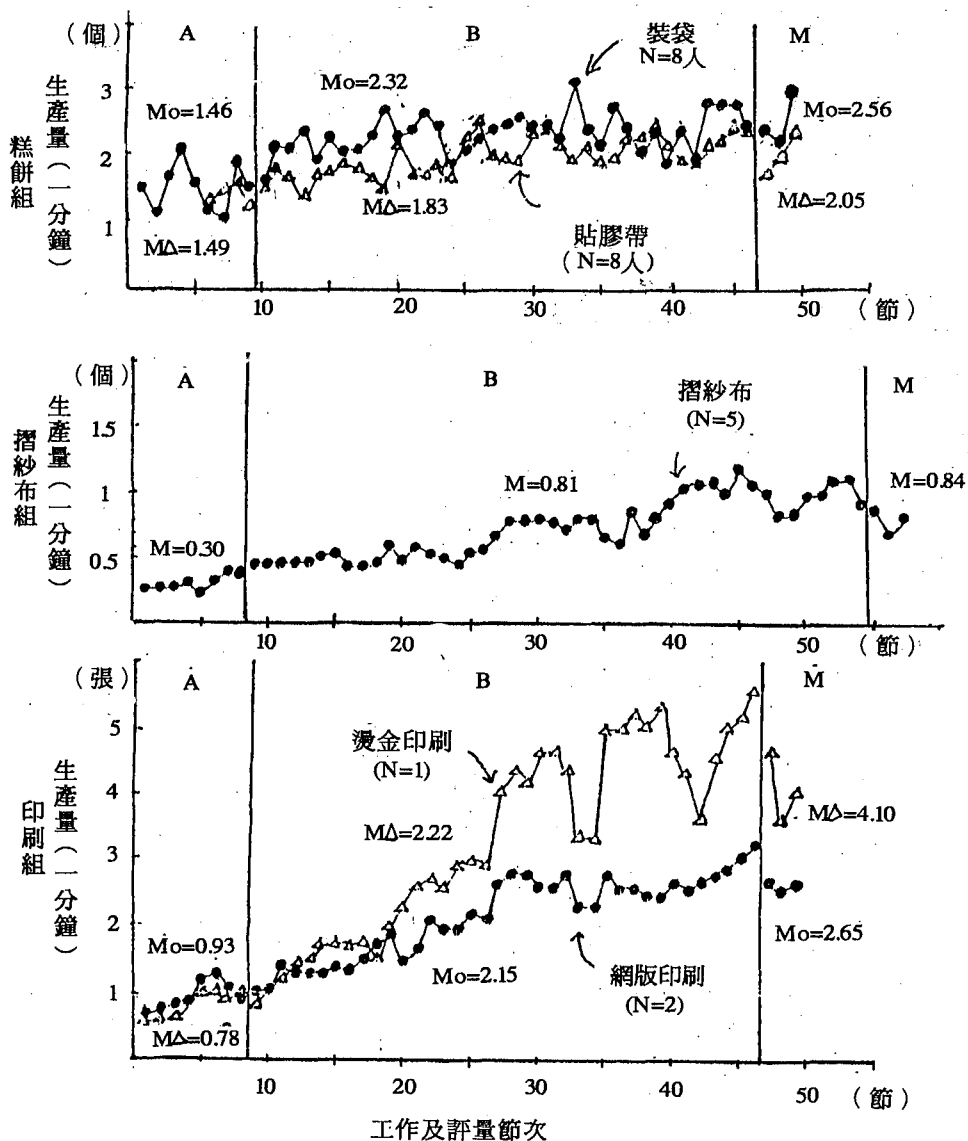 （個） A B M
裝袋
N=8人
3
Mo=1.46 Mo=2.32 Mo=2.56
2
MΔ=1.83
MΔ=2.05
1
MΔ=1.49
貼膠帶
（N=8人）
糕餅組
生產量（一分鐘）
10 20 30 40 50 （節）
（個） A B M
摺紗布
(N=5)
1.5
M=0.81 M=0.84
1
M=0.30
0.5
摺紗布組
生產量（一分鐘）
10 20 30 40 50 （節）
（張） A B M
5
燙金印刷
(N=1)
4
MΔ=4.10
MΔ=2.22
3
2
Mo=0.93 Mo=2.65
Mo=2.15
網版印刷
(N=2)
1
MΔ=0.78
印刷組
生產量（一分鐘）
10 20 30 40 50 （節）
工作及評量節次